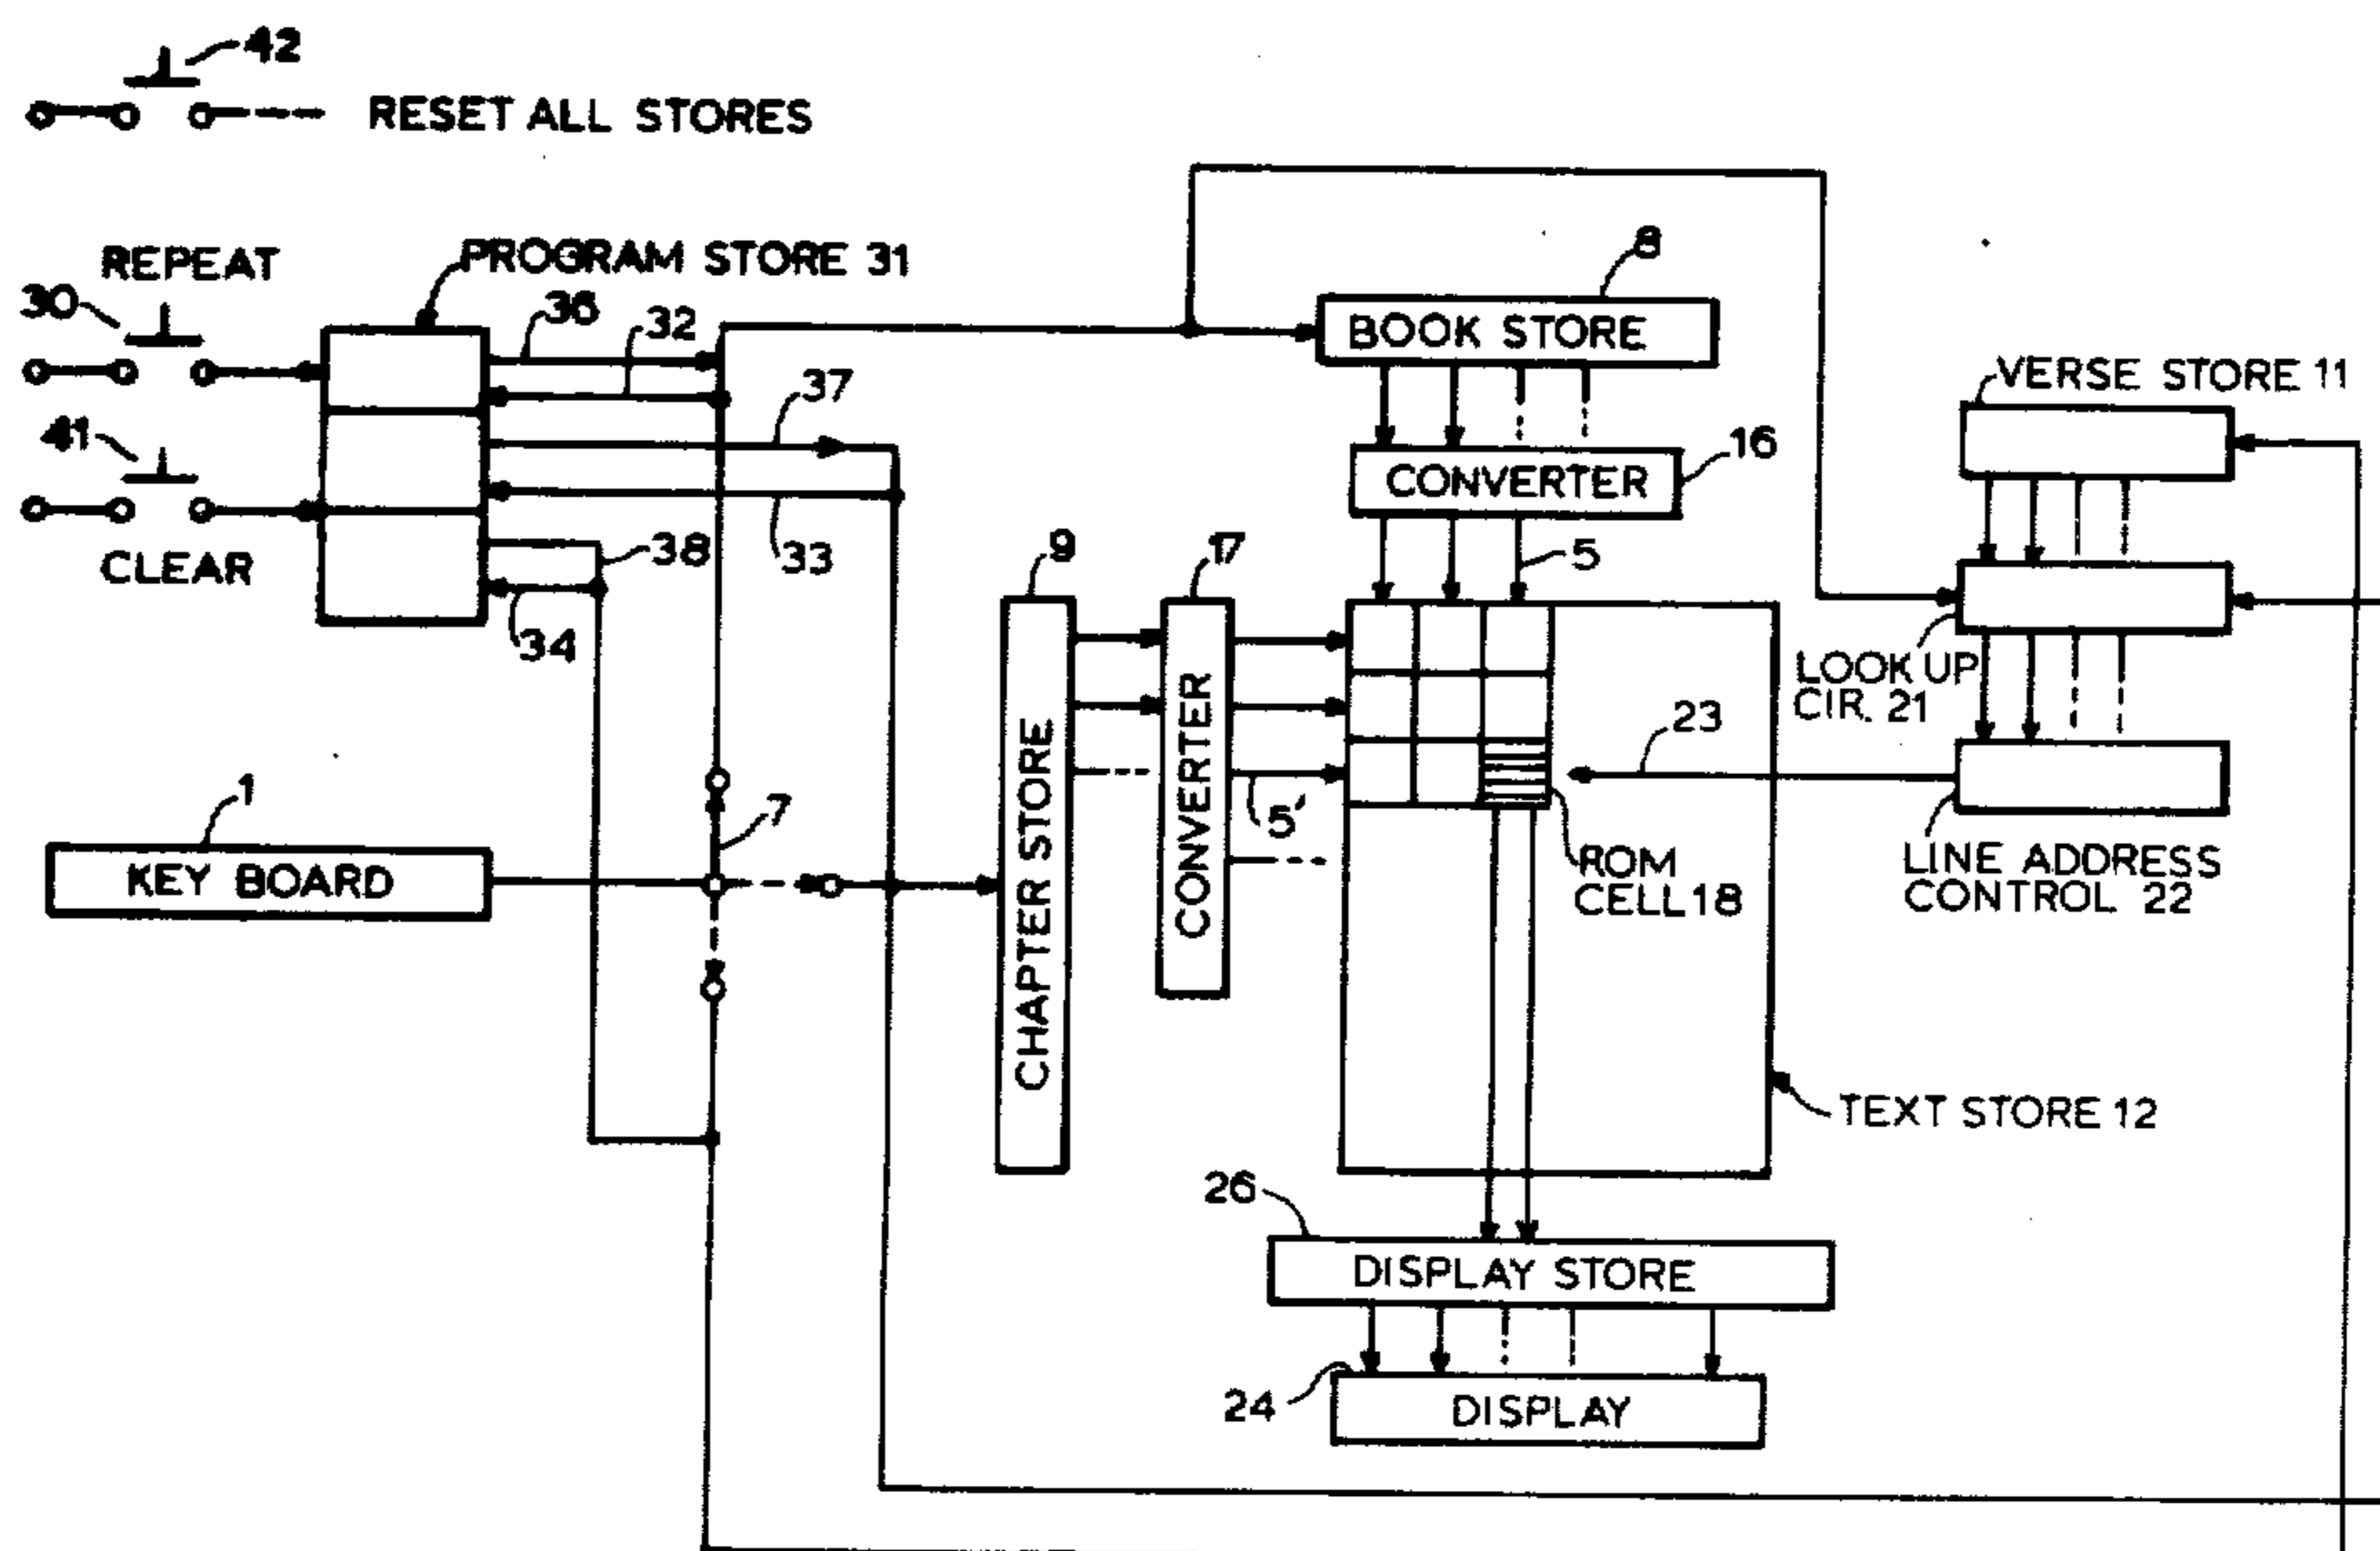 42
RESET ALL STORES
REPEAT
30
PROGRAM STORE 31
36
32
37
41
33
CLEAR
38
34
8
BOOK STORE
16
CONVERTER
5
VERSE STORE 11
LOOK UP
CIR. 21
23
LINE ADDRESS
CONTROL 22
9
CHAPTER STORE
17
CONVERTER
5'
ROM
CELL 18
1
KEY BOARD
7
TEXT STORE 12
26
DISPLAY STORE
24
DISPLAY